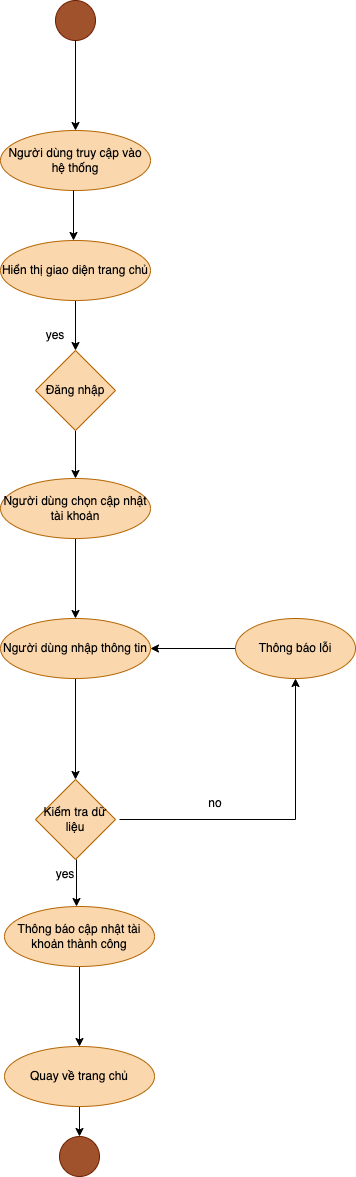 Người dùng truy cập vào
hệ thống
Hiển thị giao diện trang chủ
yes
Đăng nhập
Người dùng chọn cập nhật
tài khoản
Người dùng nhập thông tin
Thông báo lỗi
Kiểm tra dữ
liệu
no
yes
Thông báo cập nhật tài
khoản thành công
Quay về trang chủ